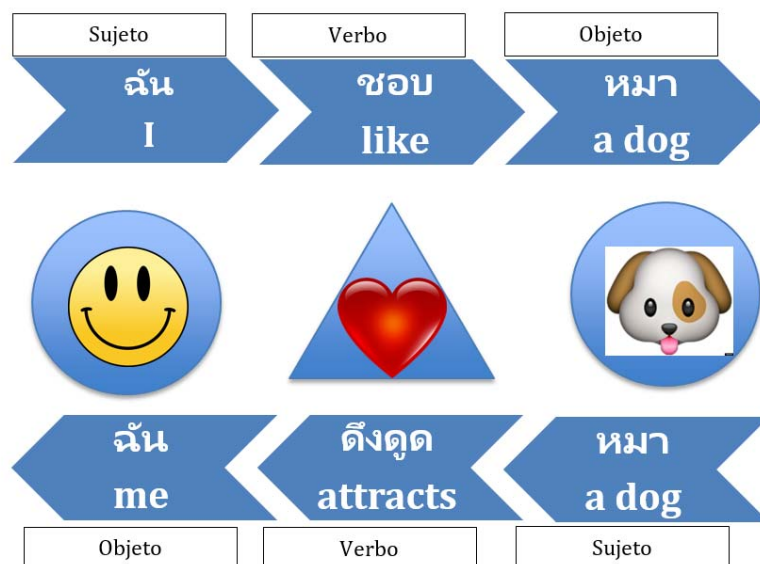 Sujeto
Verbo
Objeto
ฉัน
ชอบ
หมา
I
like
a dog
ฉัน
ดึงดูด
หมา
me
attracts
a dog
Objeto
Verbo
Sujeto